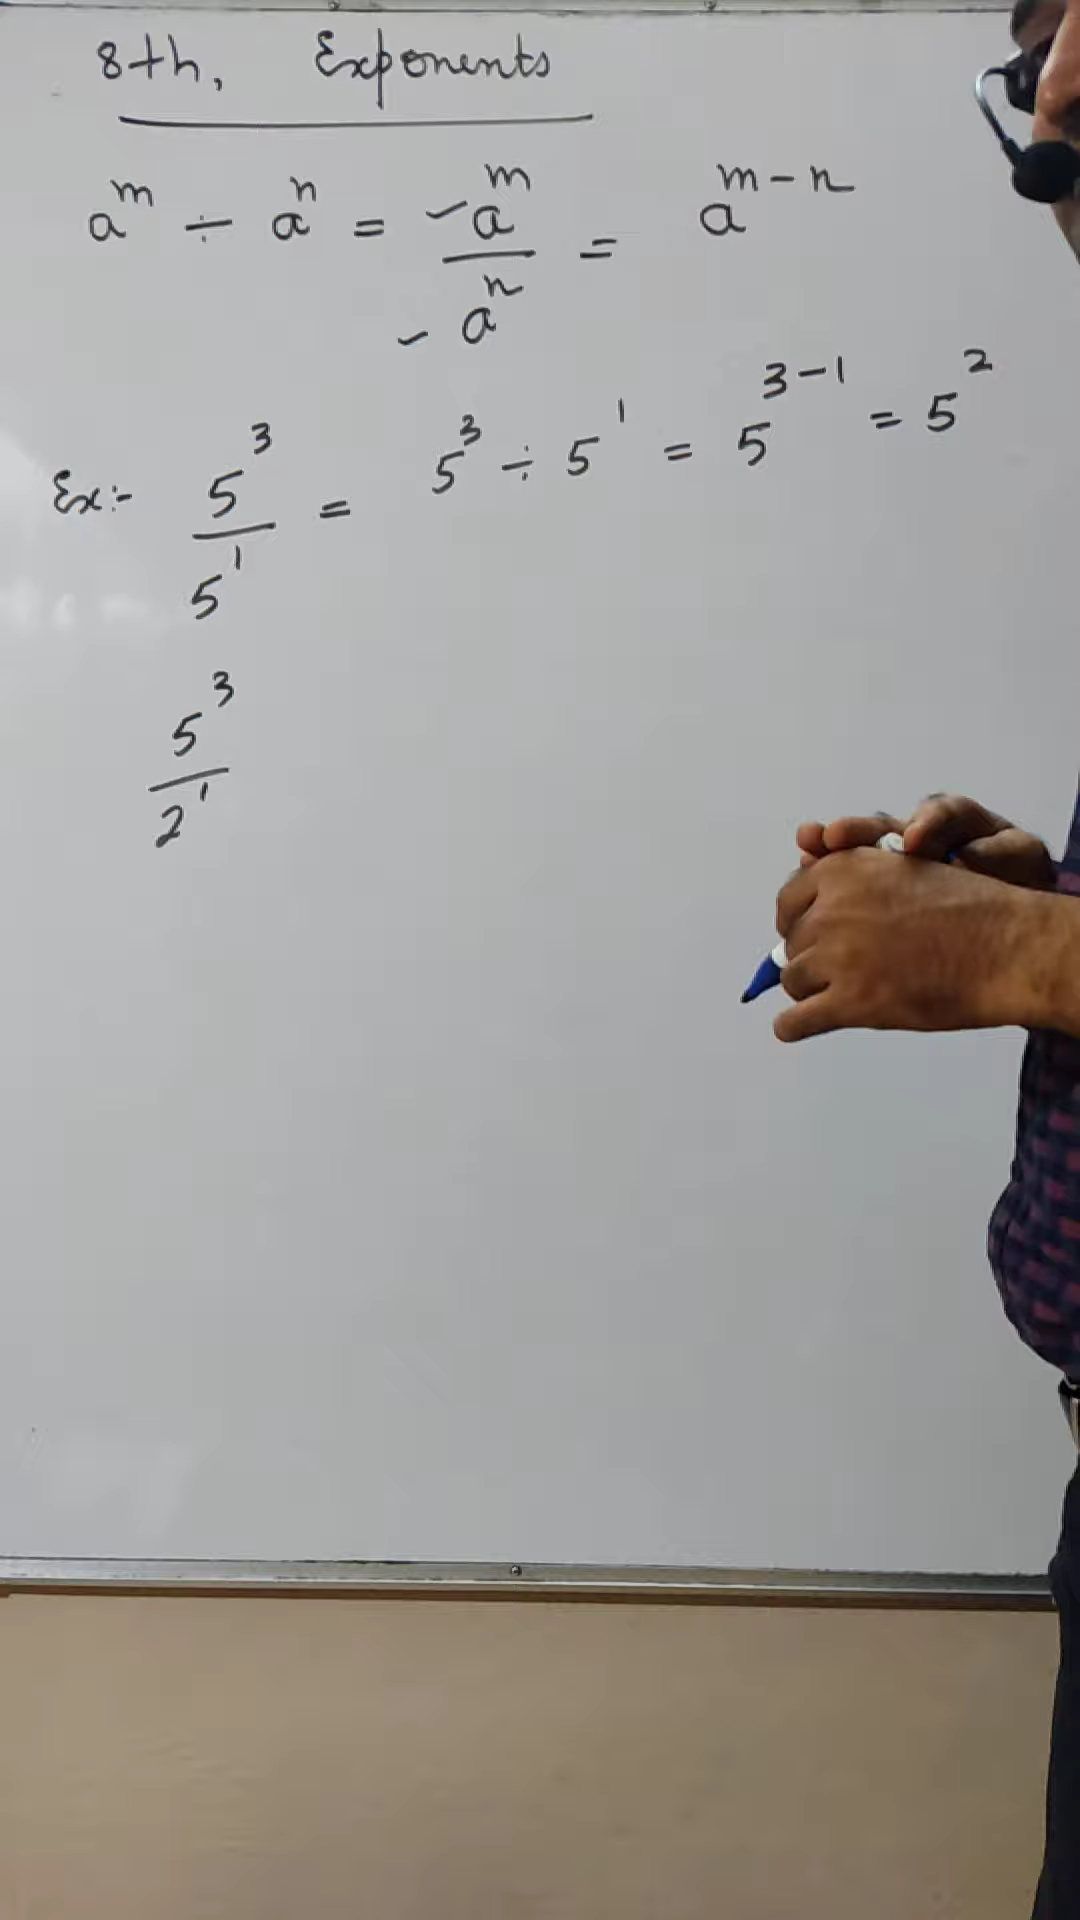 8th, Exponents
a^m ÷ a^n = a^m / a^n = a^(m-n)
Ex:- 5^3 / 5^1 = 5^3 ÷ 5^1 = 5^(3-1) = 5^2
5^3 / 2^1